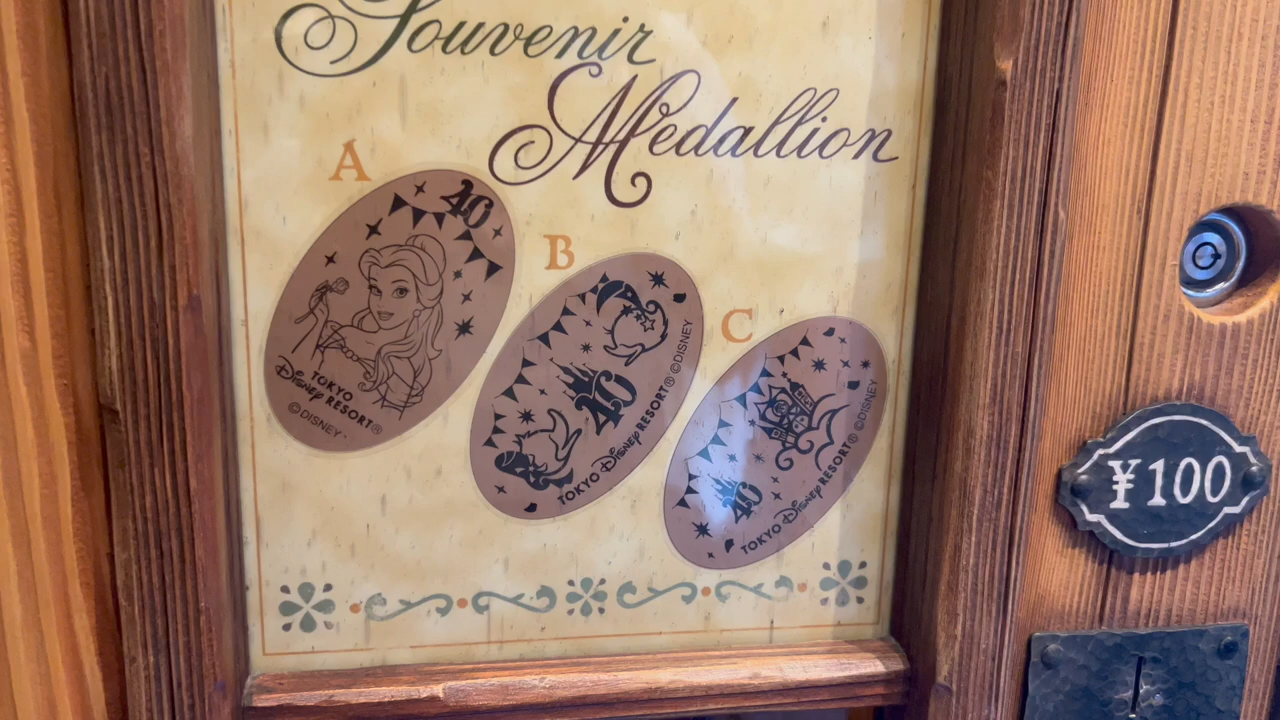 Souvenir
Medallion
A
40
TOKYO
Disney RESORT®
©DISNEY
B
40
TOKYO Disney RESORT® ©DISNEY
C
40
TOKYO Disney RESORT® ©DISNEY
¥100